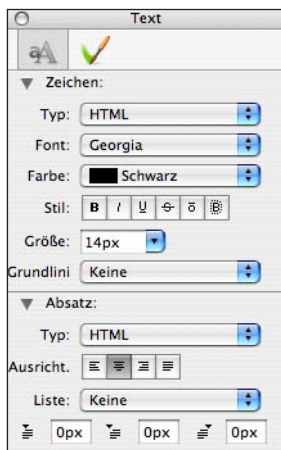 Text
aA
Zeichen:
Typ: HTML
Font: Georgia
Farbe: Schwarz
Stil: B I U S O B
Größe: 14px
Grundlini Keine
Absatz:
Typ: HTML
Ausricht.
Liste: Keine
0px 0px 0px